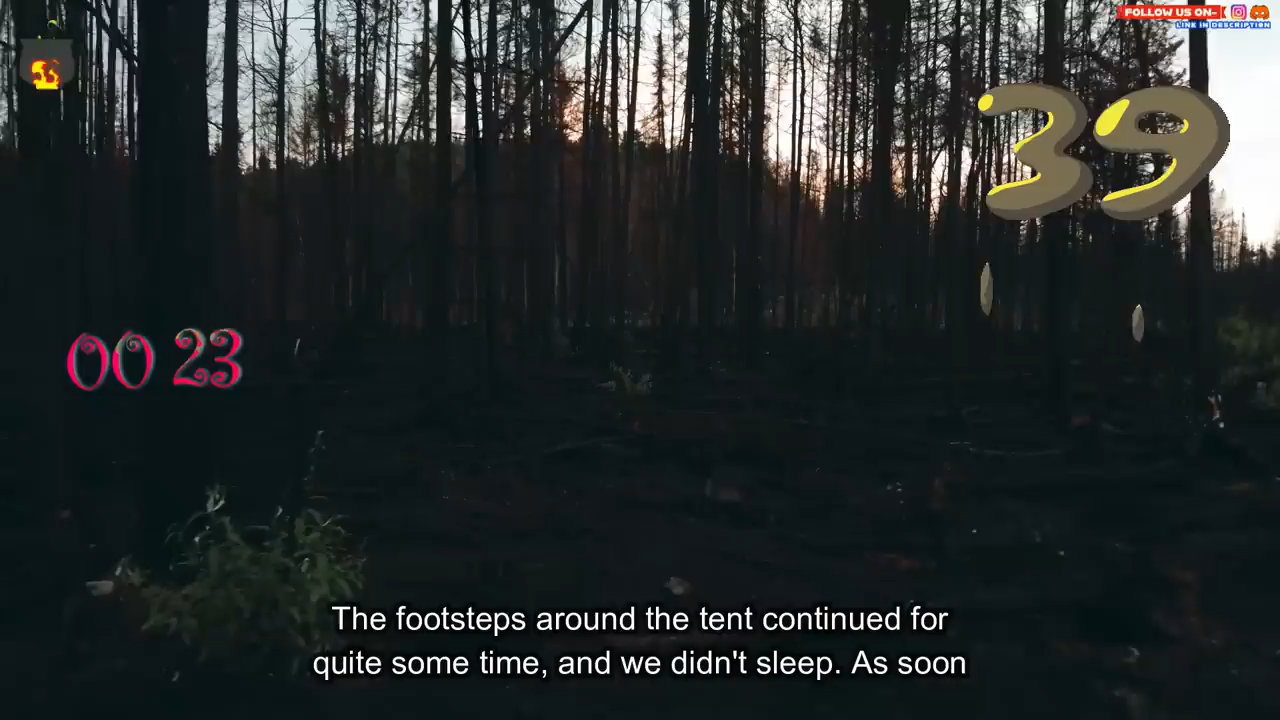 FOLLOW US ON-
LINK IN DESCRIPTION
39
00 23
The footsteps around the tent continued for
quite some time, and we didn't sleep. As soon